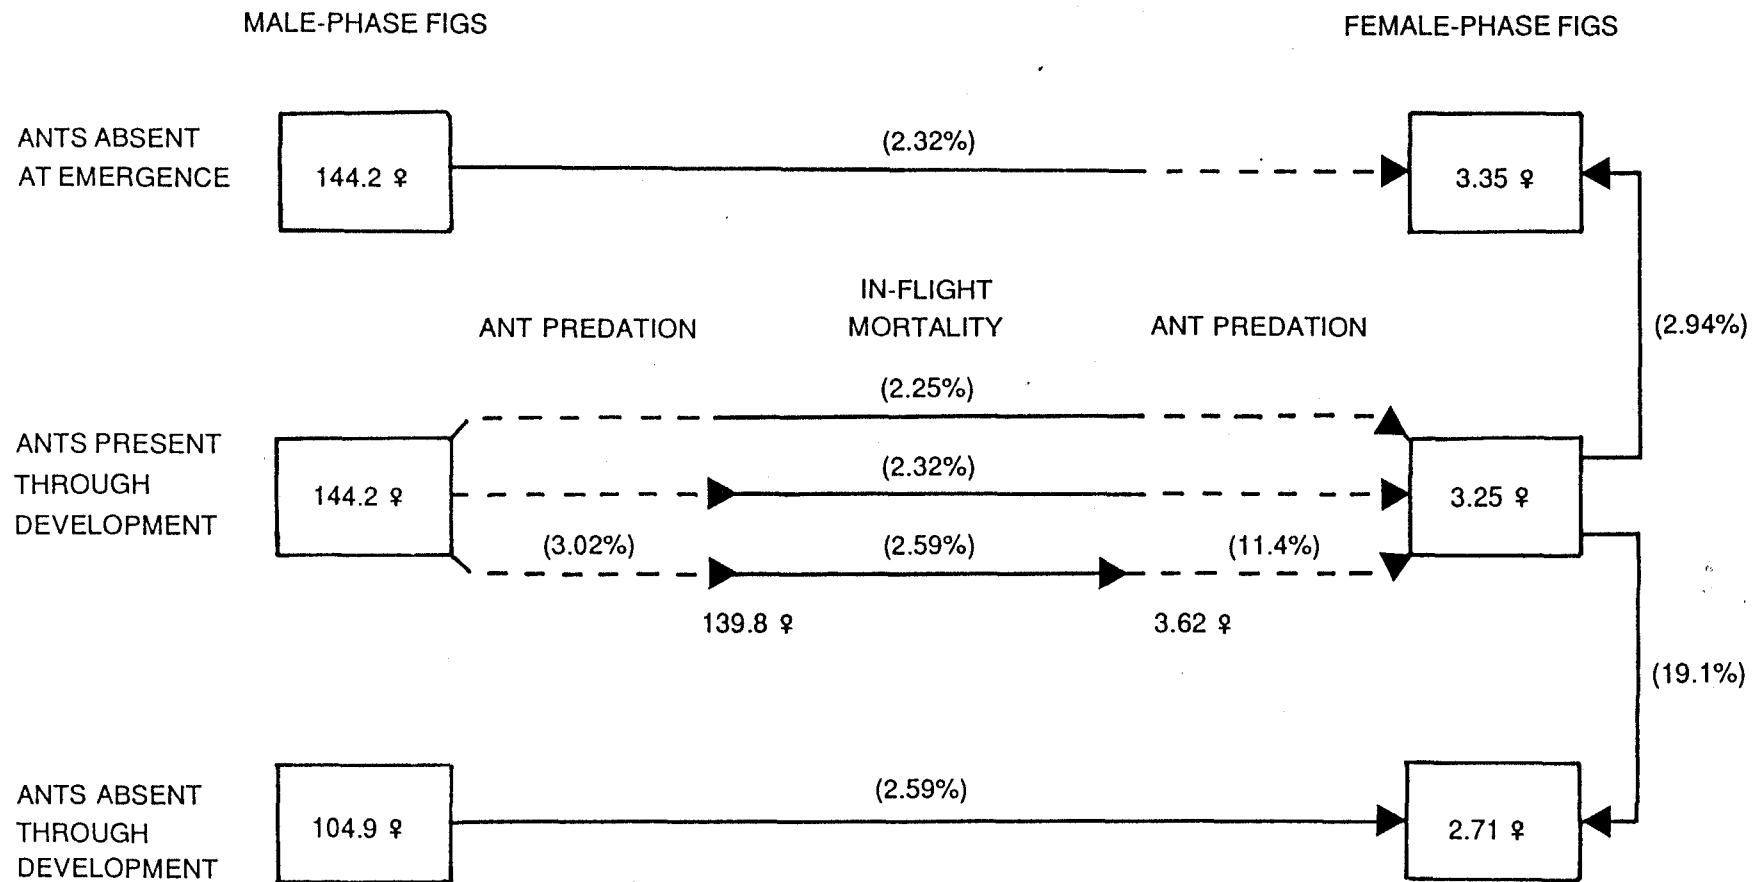 MALE-PHASE FIGS
FEMALE-PHASE FIGS
ANTS ABSENT
AT EMERGENCE
144.2 ♀
(2.32%)
3.35 ♀
(2.94%)
ANT PREDATION
IN-FLIGHT
MORTALITY
ANT PREDATION
ANTS PRESENT
THROUGH
DEVELOPMENT
144.2 ♀
(2.25%)
(2.32%)
(3.02%)
(2.59%)
(11.4%)
139.8 ♀
3.62 ♀
3.25 ♀
(19.1%)
ANTS ABSENT
THROUGH
DEVELOPMENT
104.9 ♀
(2.59%)
2.71 ♀